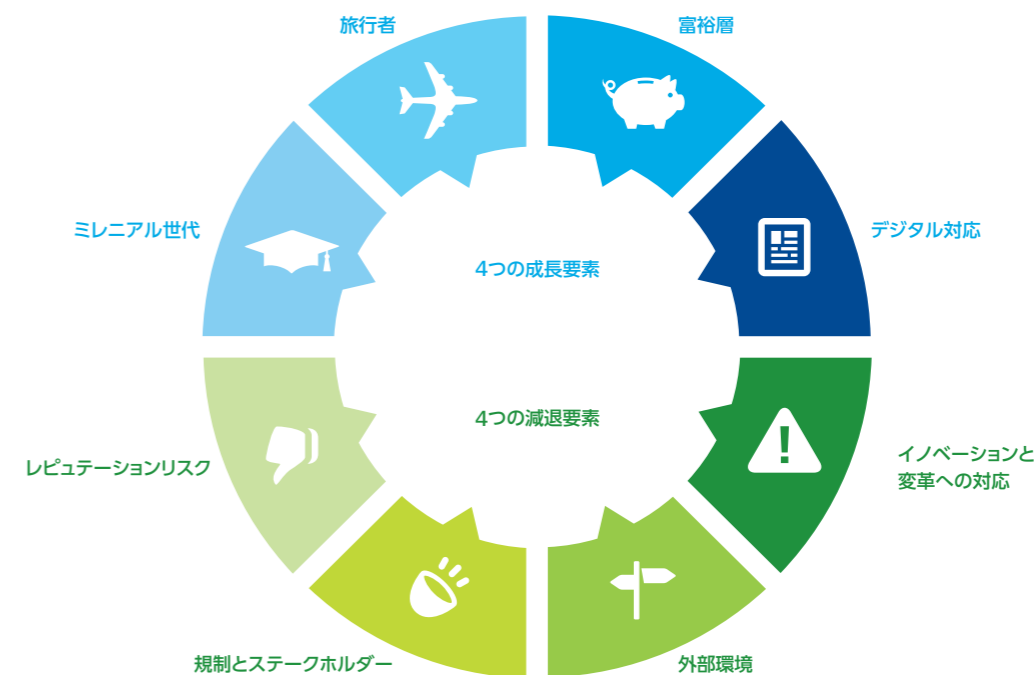 旅行者
富裕層
ミレニアル世代
デジタル対応
4つの成長要素
4つの減退要素
レピュテーションリスク
イノベーションと
変革への対応
規制とステークホルダー
外部環境